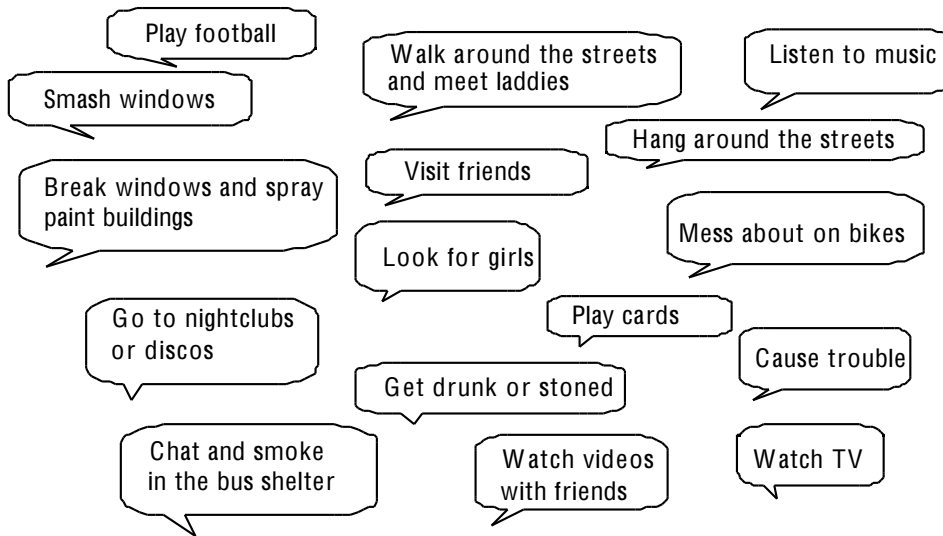 Play football
Walk around the streets
and meet laddies
Listen to music
Smash windows
Hang around the streets
Visit friends
Break windows and spray
paint buildings
Mess about on bikes
Look for girls
Go to nightclubs
or discos
Play cards
Cause trouble
Get drunk or stoned
Chat and smoke
in the bus shelter
Watch videos
with friends
Watch TV